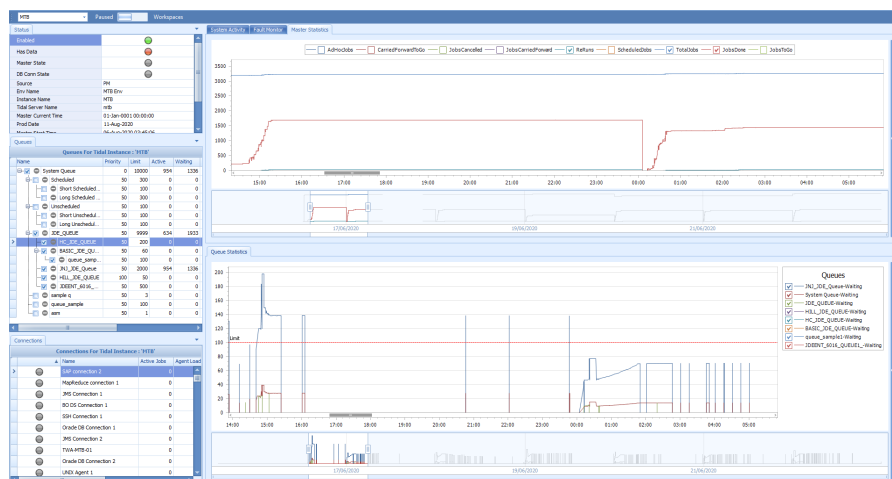 MTB Paused Workspaces
Status
Enabled
Has Data
Master State
DB Conn State
Source PM
Env Name MTB Env
Instance Name MTB
Tidal Server Name mtb
Master Current Time 01-Jan-0001 00:00:00
Prod Date 11-Aug-2020
Queues
Queues For Tidal Instance : 'MTB'
Name Priority Limit Active Waiting
System Queue 0 10000 954 1336
Scheduled 50 300 0 0
Short Scheduled... 50 100 0 0
Long Scheduled ... 50 300 0 0
Unscheduled 50 100 0 0
Short Unschedul... 50 100 0 0
Long Unschedul... 50 100 0 0
JDE_QUEUE 50 9999 634 1933
HC_JDE_QUEUE 50 200 0 0
BASIC_JDE_QU... 50 60 0 0
queue_samp... 50 100 0 0
JNJ_JDE_Queue 50 2000 954 1336
HILL_JDE_QUEUE 100 50 0 0
JDEENT_6016_... 50 500 0 0
sample q 50 3 0 0
queue_sample 50 100 0 0
asm 50 1 0 0
Connections
Connections For Tidal Instance : 'MTB'
Name Active Jobs Agent Load
SAP connection 2 0
MapReduce connection 1 0
JMS Connection 1 0
BO DS Connection 1 0
SSH Connection 1 0
Oracle DB Connection 1 0
JMS Connection 2 0
TWA-MTB-01 0
Oracle DB Connection 2 0
UNIX Agent 1 0
System Activity Fault Monitor Master Statistics
AdHocJobs CarriedForwardToGo JobsCancelled JobsCarriedForward ReRuns ScheduledJobs TotalJobs JobsDone JobsToGo
3500
3000
2500
2000
1500
1000
500
0
15:00 16:00 17:00 18:00 19:00 20:00 21:00 22:00 23:00 00:00 01:00 02:00 03:00 04:00 05:00
17/06/2020 19/06/2020 21/06/2020
Queue Statistics
200
180
160
140
120
Limit
100
80
60
40
20
0
14:00 15:00 16:00 17:00 18:00 19:00 20:00 21:00 22:00 23:00 00:00 01:00 02:00 03:00 04:00 05:00
Queues
JNJ_JDE_Queue-Waiting
System Queue-Waiting
JDE_QUEUE-Waiting
HILL_JDE_QUEUE-Waiting
HC_JDE_QUEUE-Waiting
BASIC_JDE_QUEUE-Waiting
queue_sample1-Waiting
JDEENT_6016_QUEUE1_-Waiting
17/06/2020 19/06/2020 21/06/2020